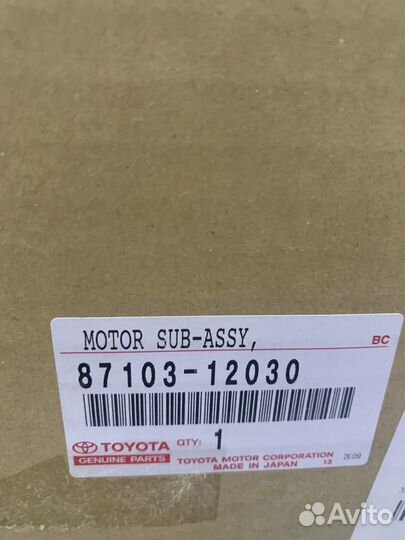 MOTOR SUB-ASSY,
BC
87103-12030
TOYOTA QTY: 1
GENUINE PARTS TOYOTA MOTOR CORPORATION 2E09
MADE IN JAPAN 13
Avito